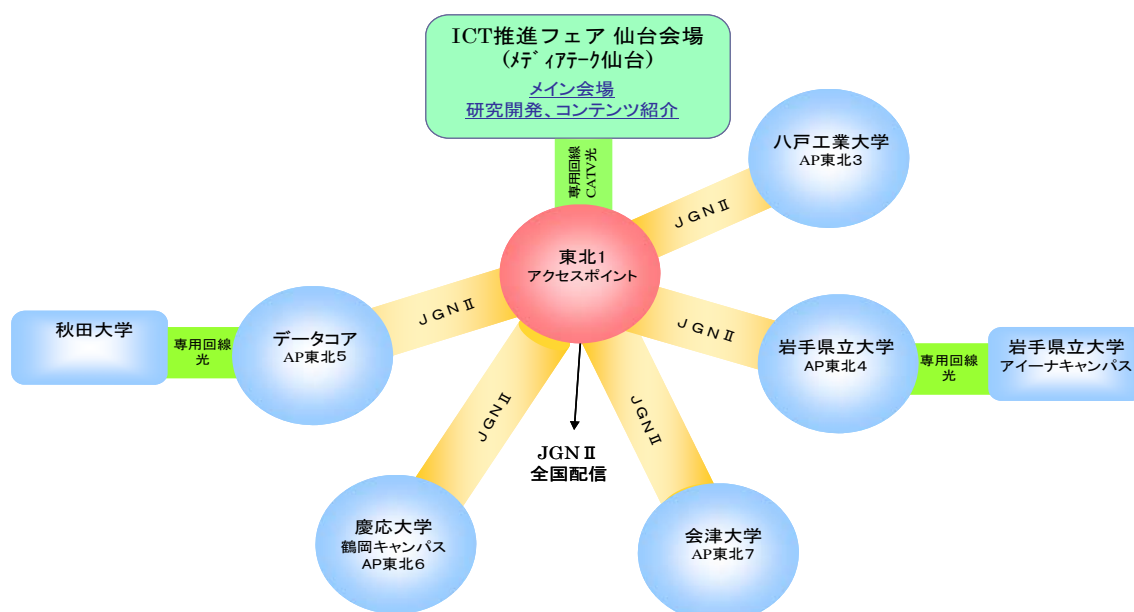 ICT推進フェア 仙台会場
(ﾒﾃﾞｨｱﾃｰｸ仙台)
メイン会場
研究開発、コンテンツ紹介
専用回線
CATV光
八戸工業大学
AP東北3
JGNⅡ
東北1
アクセスポイント
JGNⅡ
JGNⅡ
秋田大学
専用回線
光
データコア
AP東北5
岩手県立大学
AP東北4
専用回線
光
岩手県立大学
アイーナキャンパス
JGNⅡ
JGNⅡ
JGNⅡ
全国配信
慶応大学
鶴岡キャンパス
AP東北6
会津大学
AP東北7